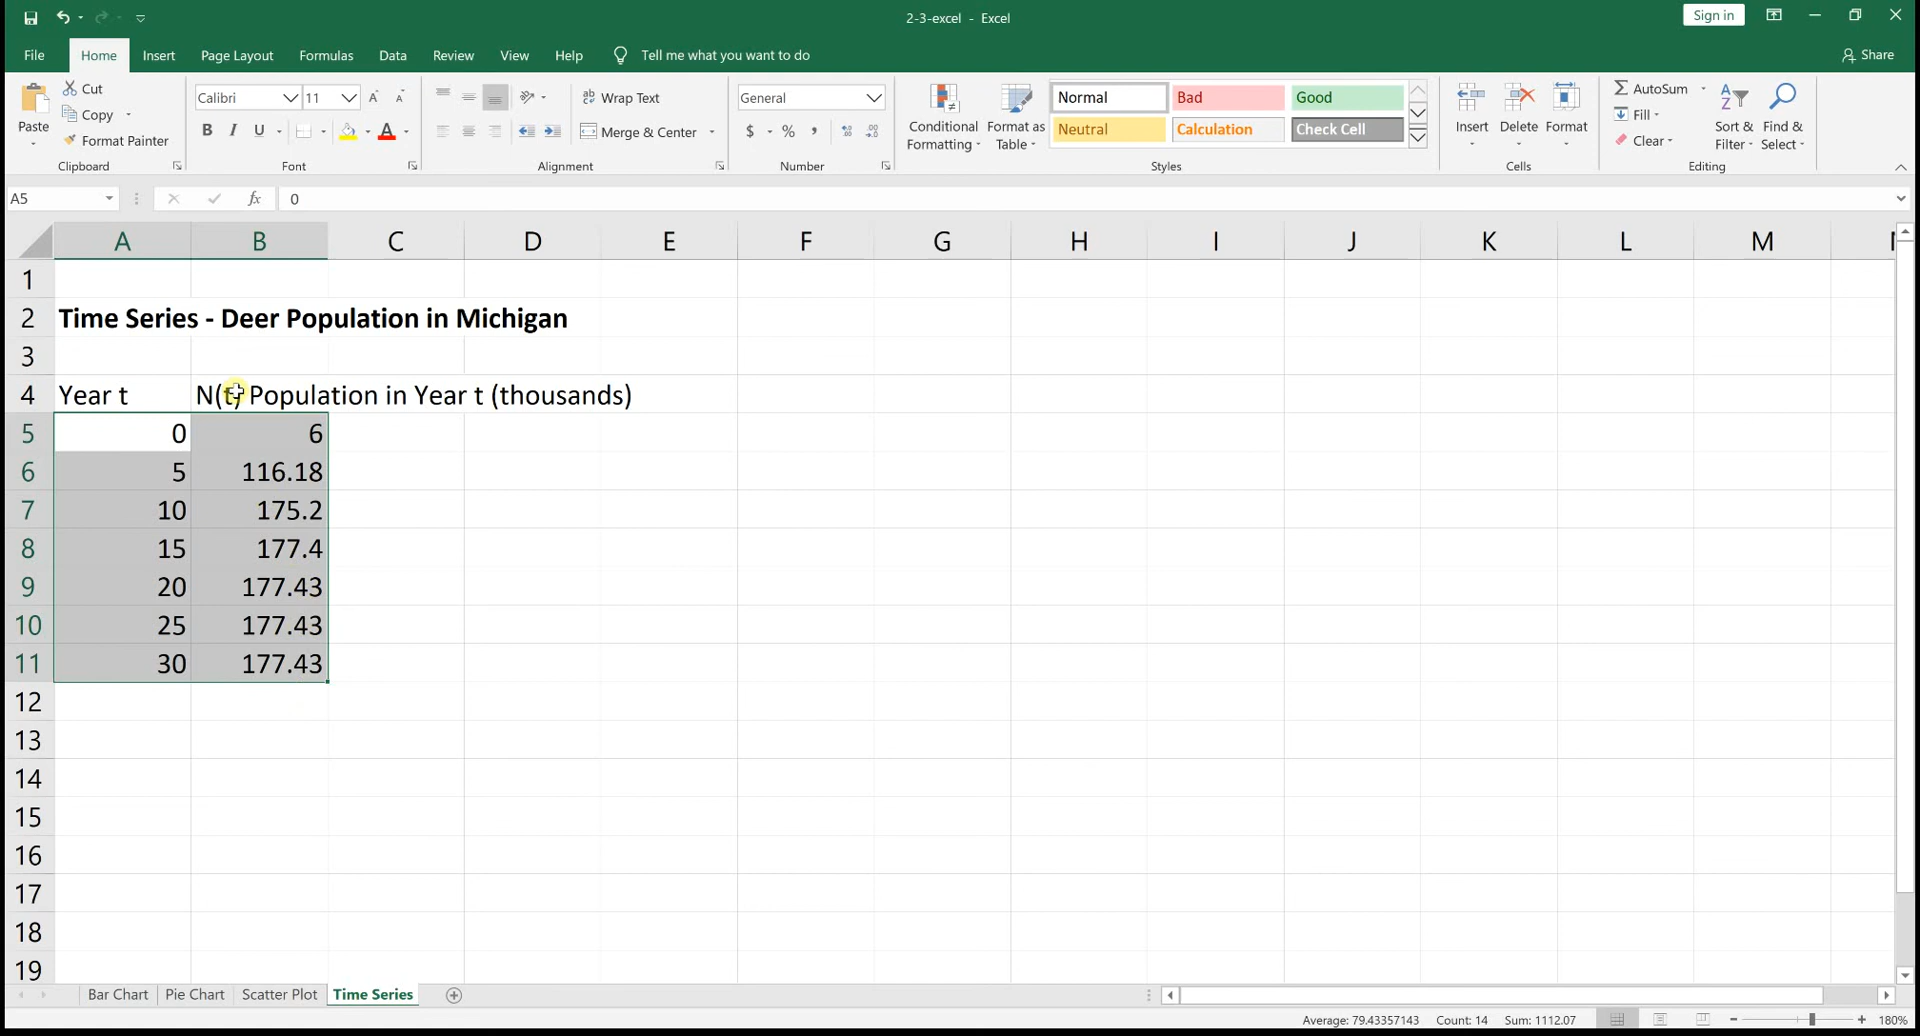 2-3-excel - Excel
Sign in
File Home Insert Page Layout Formulas Data Review View Help Tell me what you want to do Share
Paste
Cut
Copy
Format Painter
Clipboard
Calibri 11
B I U A
Font
Wrap Text
Merge & Center
Alignment
General
$ % ,
Number
Conditional Formatting
Format as Table
Normal Bad Good
Neutral Calculation Check Cell
Styles
Insert Delete Format
Cells
AutoSum
Fill
Clear
Sort & Filter
Find & Select
Editing
A5 fx 0
A B C D E F G H I J K L M
1
2 Time Series - Deer Population in Michigan
3
4 Year t N(t) Population in Year t (thousands)
5 0 6
6 5 116.18
7 10 175.2
8 15 177.4
9 20 177.43
10 25 177.43
11 30 177.43
12
13
14
15
16
17
18
19
Bar Chart Pie Chart Scatter Plot Time Series
Average: 79.43357143 Count: 14 Sum: 1112.07 180%